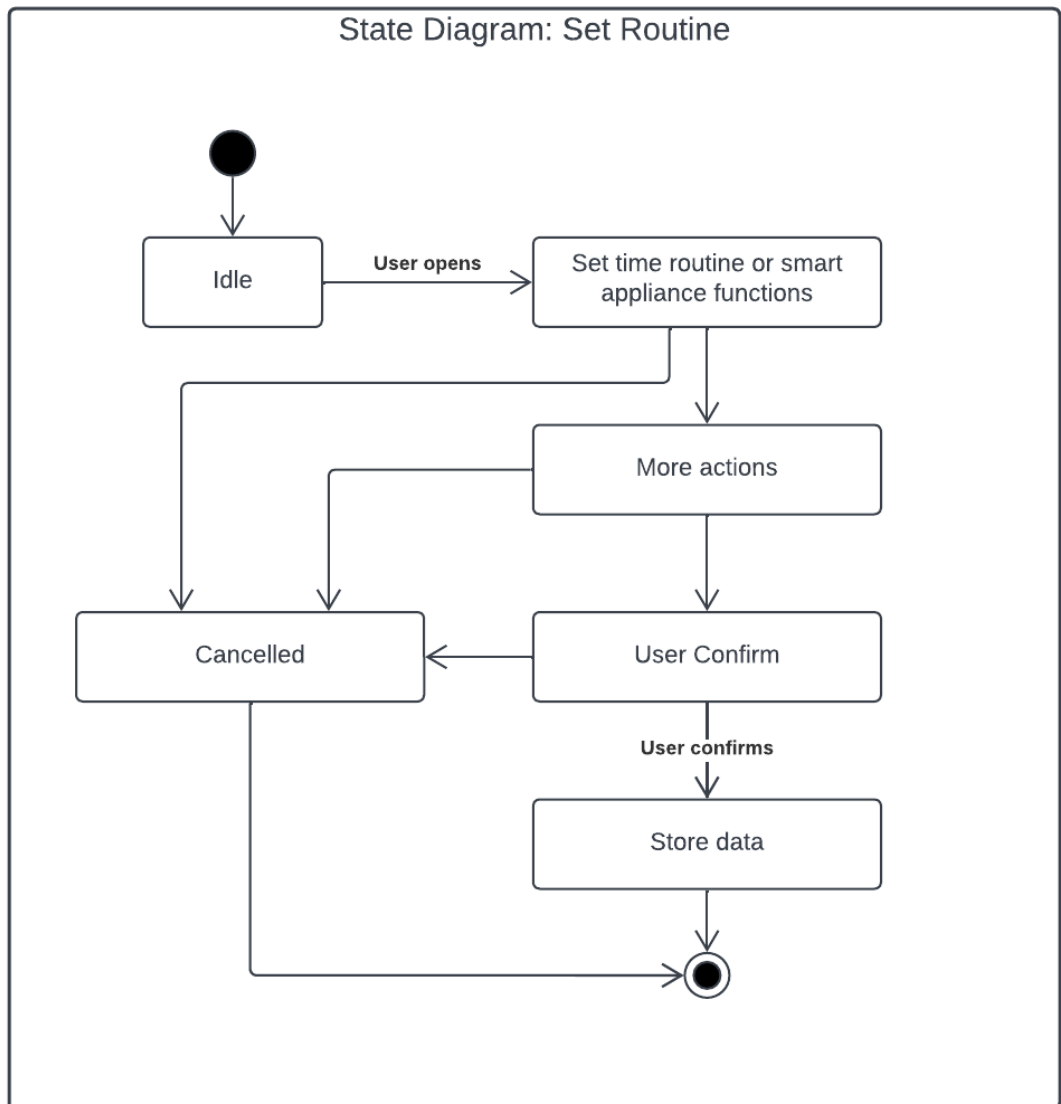 State Diagram: Set Routine
Idle
User opens
Set time routine or smart
appliance functions
More actions
Cancelled
User Confirm
User confirms
Store data